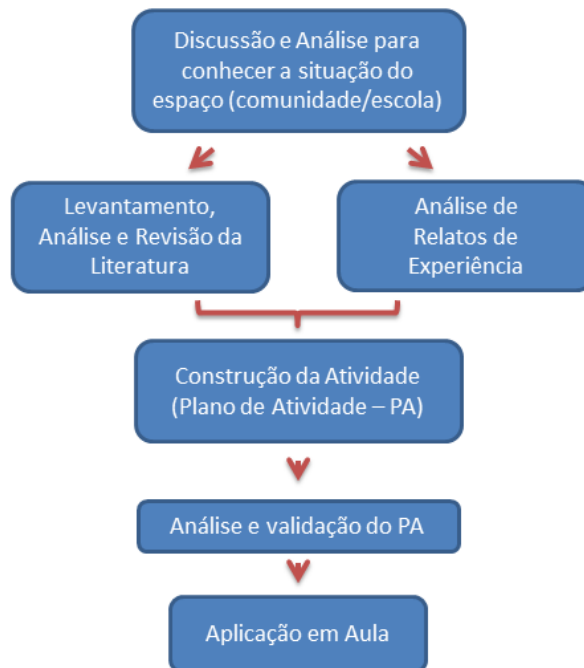 Discussão e Análise para
conhecer a situação do
espaço (comunidade/escola)
Levantamento,
Análise e Revisão da
Literatura
Análise de
Relatos de
Experiência
Construção da Atividade
(Plano de Atividade – PA)
Análise e validação do PA
Aplicação em Aula